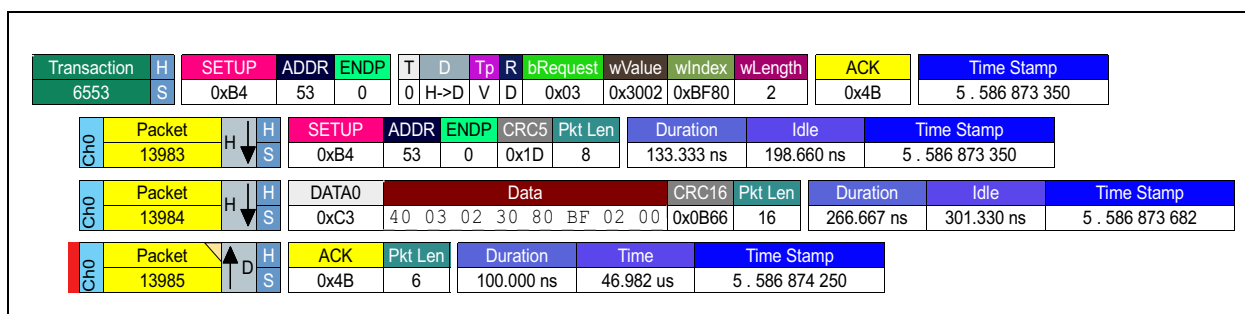 Transaction H SETUP ADDR ENDP T D Tp R bRequest wValue wIndex wLength ACK Time Stamp
6553 S 0xB4 53 0 0 H->D V D 0x03 0x3002 0xBF80 2 0x4B 5 . 586 873 350
Ch0 Packet H H SETUP ADDR ENDP CRC5 Pkt Len Duration Idle Time Stamp
13983 S 0xB4 53 0 0x1D 8 133.333 ns 198.660 ns 5 . 586 873 350
Ch0 Packet H H DATA0 Data CRC16 Pkt Len Duration Idle Time Stamp
13984 S 0xC3 40 03 02 30 80 BF 02 00 0x0B66 16 266.667 ns 301.330 ns 5 . 586 873 682
Ch0 Packet D H ACK Pkt Len Duration Time Time Stamp
13985 S 0x4B 6 100.000 ns 46.982 us 5 . 586 874 250